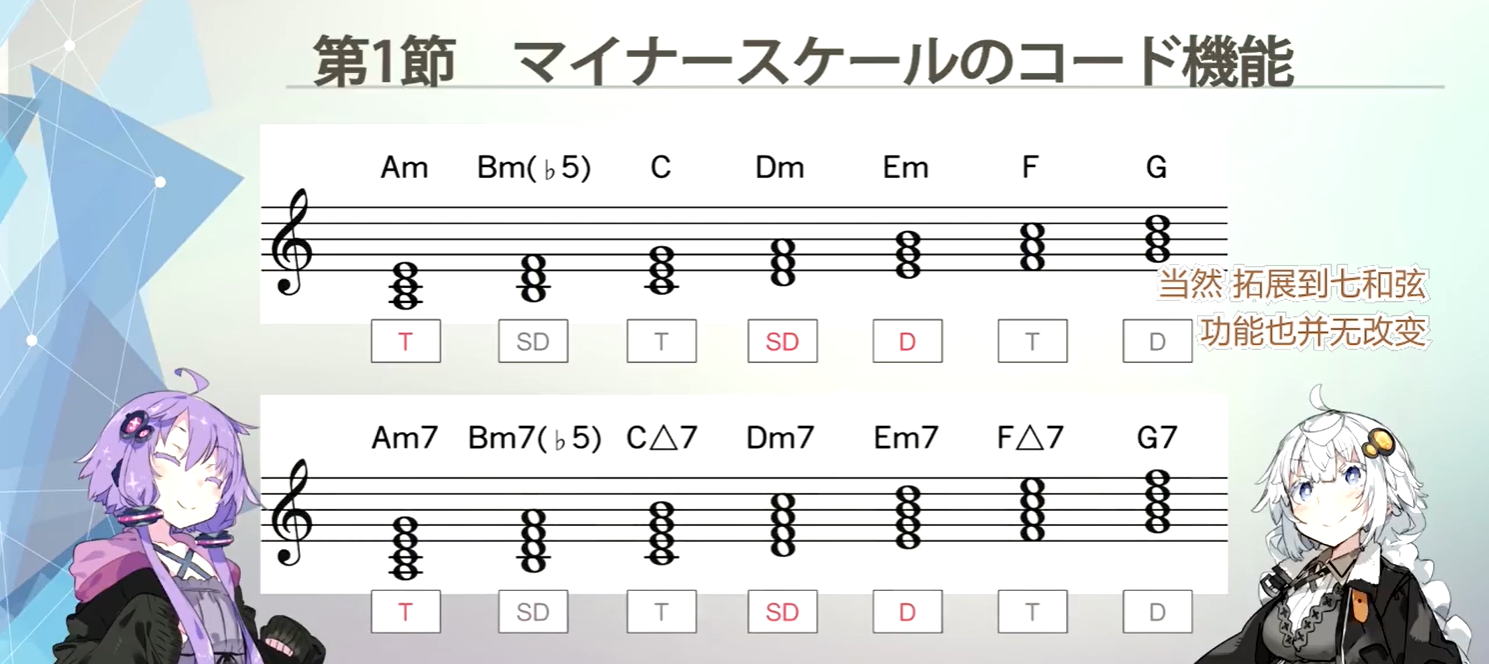 第1節 マイナースケールのコード機能
Am Bm(♭5) C Dm Em F G
当然 拓展到七和弦
功能也并无改变
T SD T SD D T D
Am7 Bm7(♭5) C△7 Dm7 Em7 F△7 G7
T SD T SD D T D